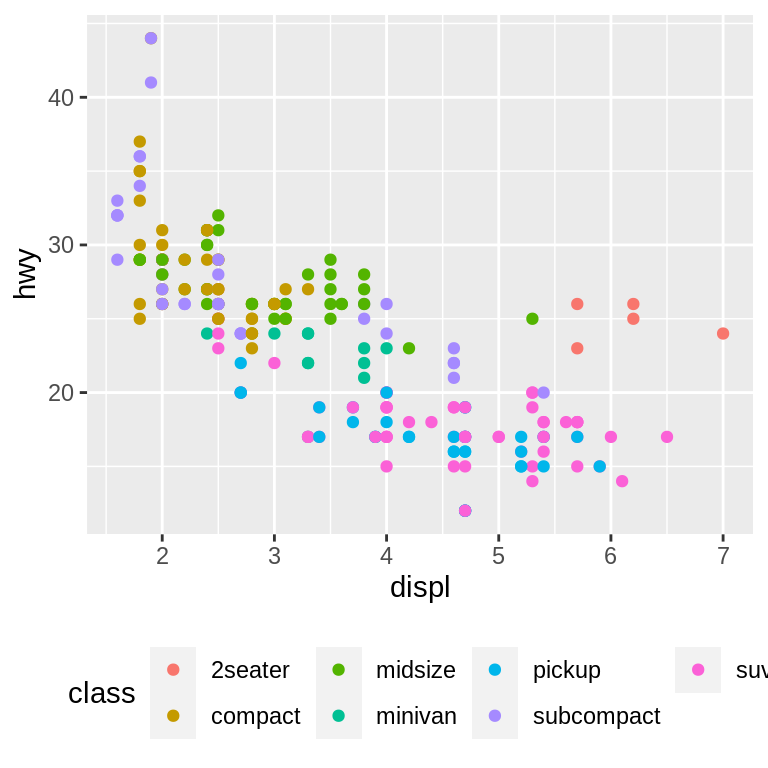 hwy
40
30
20
2 3 4 5 6 7
displ
class
2seater midsize pickup suv
compact minivan subcompact